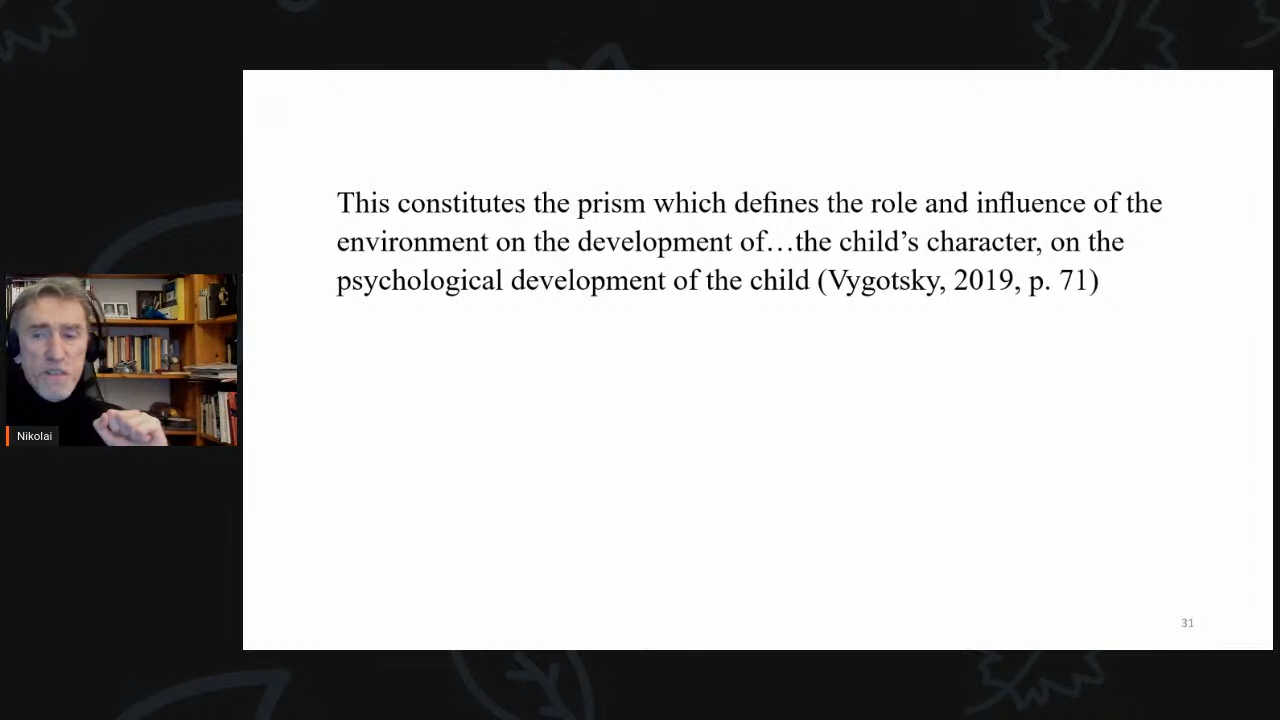 This constitutes the prism which defines the role and influence of the
environment on the development of…the child’s character, on the
psychological development of the child (Vygotsky, 2019, p. 71)
Nikolai
31